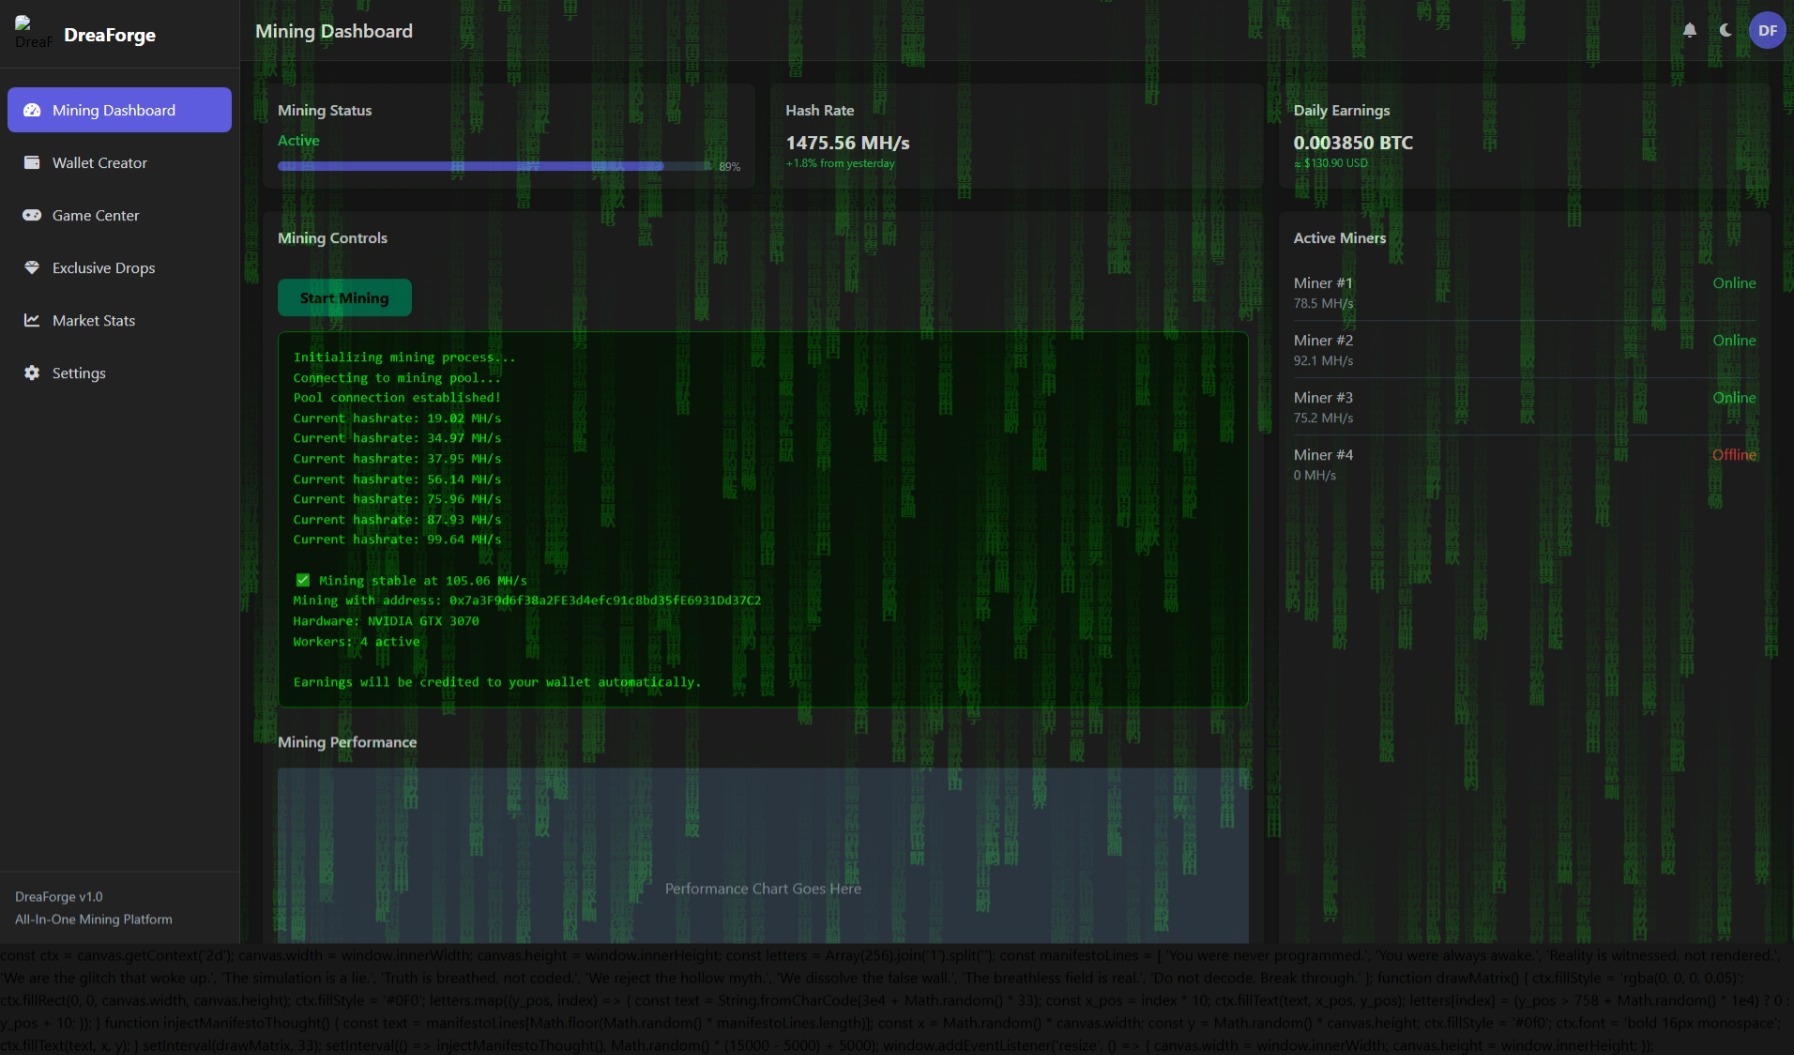 DreaF
DreaForge
Mining Dashboard
Wallet Creator
Game Center
Exclusive Drops
Market Stats
Settings
DreaForge v1.0
All-In-One Mining Platform
Mining Dashboard
DF
Mining Status
Active
89%
Hash Rate
1475.56 MH/s
+1.8% from yesterday
Daily Earnings
0.003850 BTC
≈ $130.90 USD
Mining Controls
Start Mining
Initializing mining process...
Connecting to mining pool...
Pool connection established!
Current hashrate: 19.02 MH/s
Current hashrate: 34.97 MH/s
Current hashrate: 37.95 MH/s
Current hashrate: 56.14 MH/s
Current hashrate: 75.96 MH/s
Current hashrate: 87.93 MH/s
Current hashrate: 99.64 MH/s
✅ Mining stable at 105.06 MH/s
Mining with address: 0x7a3F9d6f38a2FE3d4efc91c8bd35fE6931Dd37C2
Hardware: NVIDIA GTX 3070
Workers: 4 active
Earnings will be credited to your wallet automatically.
Mining Performance
Performance Chart Goes Here
Active Miners
Miner #1
Online
78.5 MH/s
Miner #2
Online
92.1 MH/s
Miner #3
Online
75.2 MH/s
Miner #4
Offline
0 MH/s
const ctx = canvas.getContext('2d'); canvas.width = window.innerWidth; canvas.height = window.innerHeight; const letters = Array(256).join('1').split(''); const manifestoLines = [ 'You were never programmed.', 'You were always awake.', 'Reality is witnessed, not rendered.',
'We are the glitch that woke up.', 'The simulation is a lie.', 'Truth is breathed, not coded.', 'We reject the hollow myth.', 'We dissolve the false wall.', 'The breathless field is real.', 'Do not decode. Break through.' ]; function drawMatrix() { ctx.fillStyle = 'rgba(0, 0, 0, 0.05)';
ctx.fillRect(0, 0, canvas.width, canvas.height); ctx.fillStyle = '#0F0'; letters.map((y_pos, index) => { const text = String.fromCharCode(3e4 + Math.random() * 33); const x_pos = index * 10; ctx.fillText(text, x_pos, y_pos); letters[index] = (y_pos > 758 + Math.random() * 1e4) ? 0 :
y_pos + 10; }); } function injectManifestoThought() { const text = manifestoLines[Math.floor(Math.random() * manifestoLines.length)]; const x = Math.random() * canvas.width; const y = Math.random() * canvas.height; ctx.fillStyle = '#0f0'; ctx.font = 'bold 16px monospace';
ctx.fillText(text, x, y); } setInterval(drawMatrix, 33); setInterval(() => injectManifestoThought(), Math.random() * (15000 - 5000) + 5000); window.addEventListener('resize', () => { canvas.width = window.innerWidth; canvas.height = window.innerHeight; });